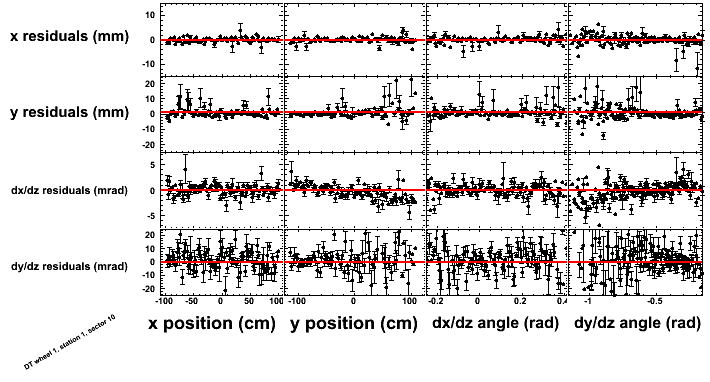 x residuals (mm)
10
0
-10
y residuals (mm)
20
10
0
-10
-20
dx/dz residuals (mrad)
5
0
-5
dy/dz residuals (mrad)
20
10
0
-10
-20
-100 -50 0 50 100 -100 0 100 -0.2 0 0.2 0.4 -1 -0.5
x position (cm) y position (cm) dx/dz angle (rad) dy/dz angle (rad)
DT wheel 1, station 1, sector 10